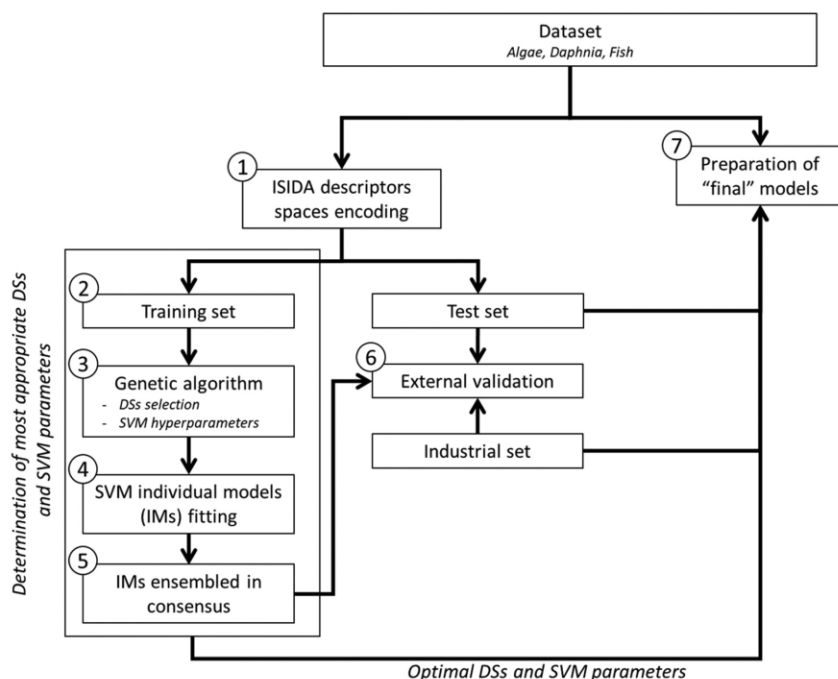 Dataset
Algae, Daphnia, Fish
1
ISIDA descriptors
spaces encoding
7
Preparation of
“final” models
Determination of most appropriate DSs
and SVM parameters
2
Training set
Test set
3
Genetic algorithm
- DSs selection
- SVM hyperparameters
6
External validation
Industrial set
4
SVM individual models
(IMs) fitting
5
IMs ensembled in
consensus
Optimal DSs and SVM parameters